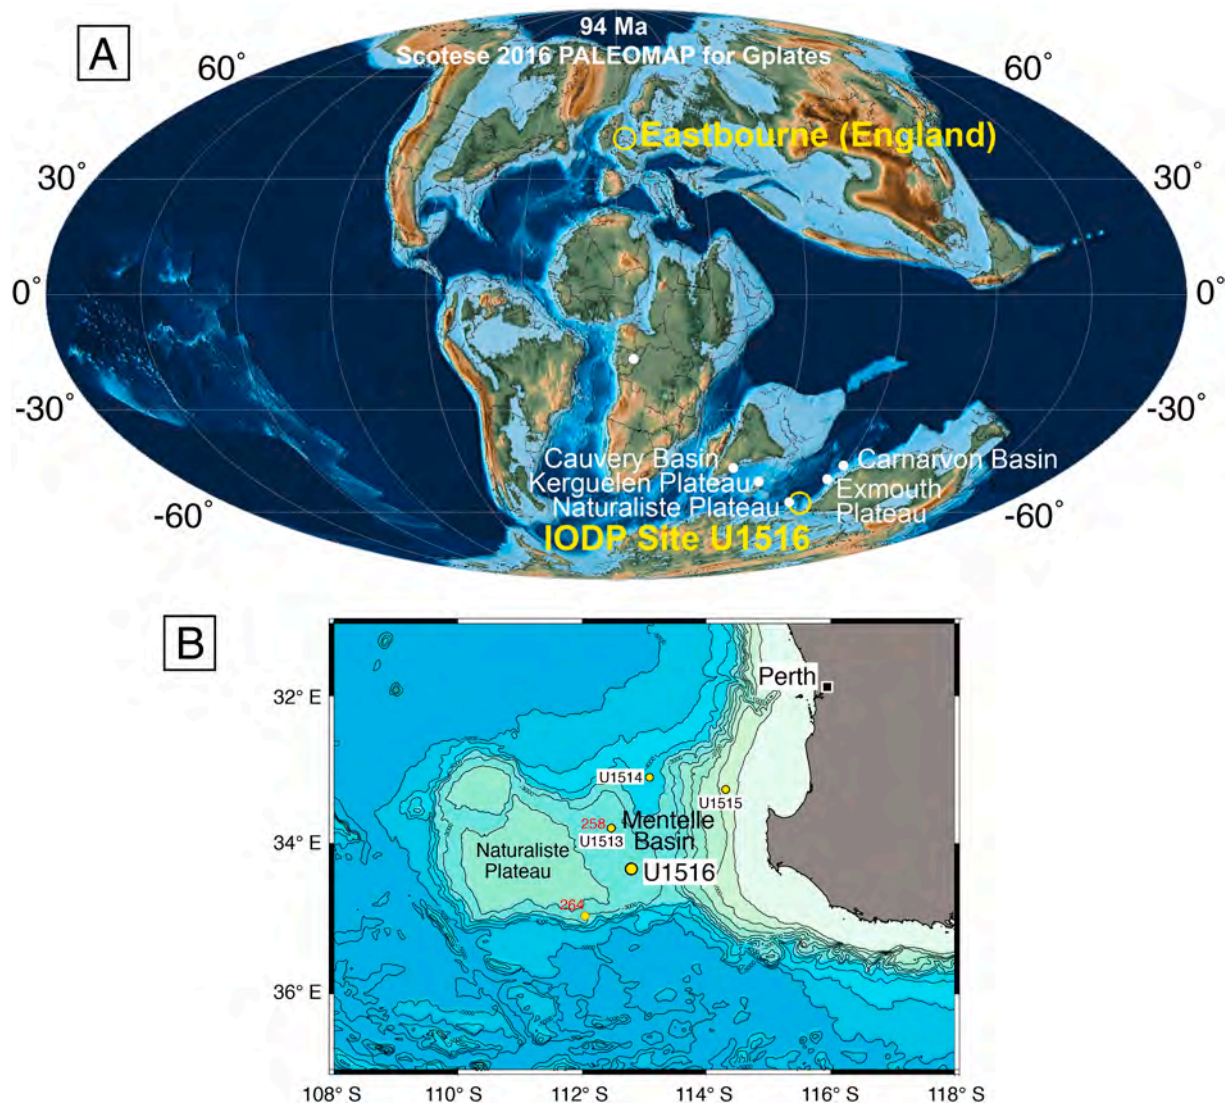 A
94 Ma
Scotese 2016 PALEOMAP for Gplates
60°
60°
Eastbourne (England)
30°
30°
0°
0°
-30°
-30°
Cauvery Basin
Carnarvon Basin
Kerguelen Plateau
Exmouth
Plateau
Naturaliste Plateau
-60°
-60°
IODP Site U1516
B
Perth
32° E
U1514
U1515
258
Mentelle
Basin
U1513
34° E
Naturaliste
Plateau
U1516
264
36° E
108° S
110° S
112° S
114° S
116° S
118° S